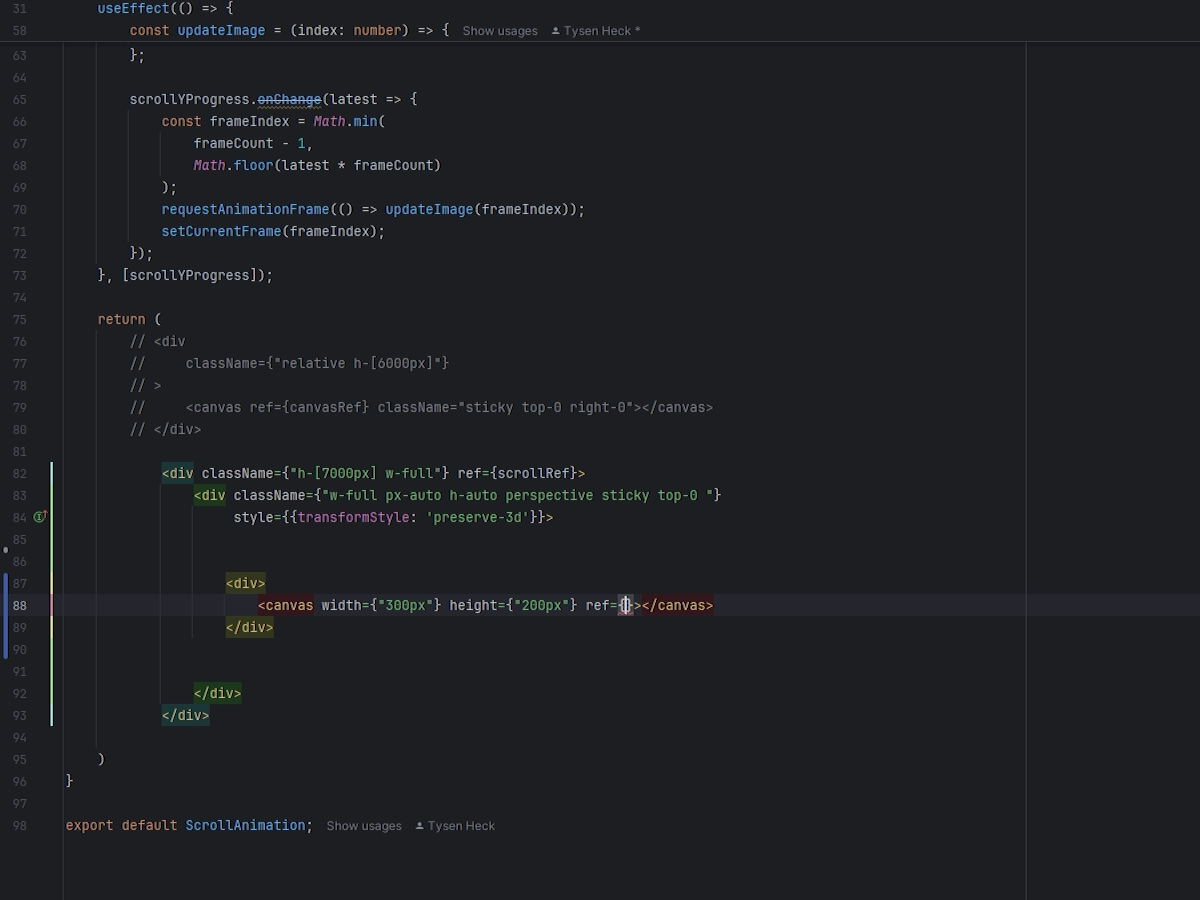 31 useEffect(() => {
58 const updateImage = (index: number) => { Show usages Tysen Heck *
63 };
64
65 scrollYProgress.onChange(latest => {
66 const frameIndex = Math.min(
67 frameCount - 1,
68 Math.floor(latest * frameCount)
69 );
70 requestAnimationFrame(() => updateImage(frameIndex));
71 setCurrentFrame(frameIndex);
72 });
73 }, [scrollYProgress]);
74
75 return (
76 // <div
77 // className={"relative h-[6000px]"}
78 // >
79 // <canvas ref={canvasRef} className="sticky top-0 right-0"></canvas>
80 // </div>
81
82 <div className={"h-[7000px] w-full"} ref={scrollRef}>
83 <div className={"w-full px-auto h-auto perspective sticky top-0 "}
84 style={{transformStyle: 'preserve-3d'}}>
85
86
87 <div>
88 <canvas width={"300px"} height={"200px"} ref={}></canvas>
89 </div>
90
91
92 </div>
93 </div>
94
95 )
96 }
97
98 export default ScrollAnimation; Show usages Tysen Heck